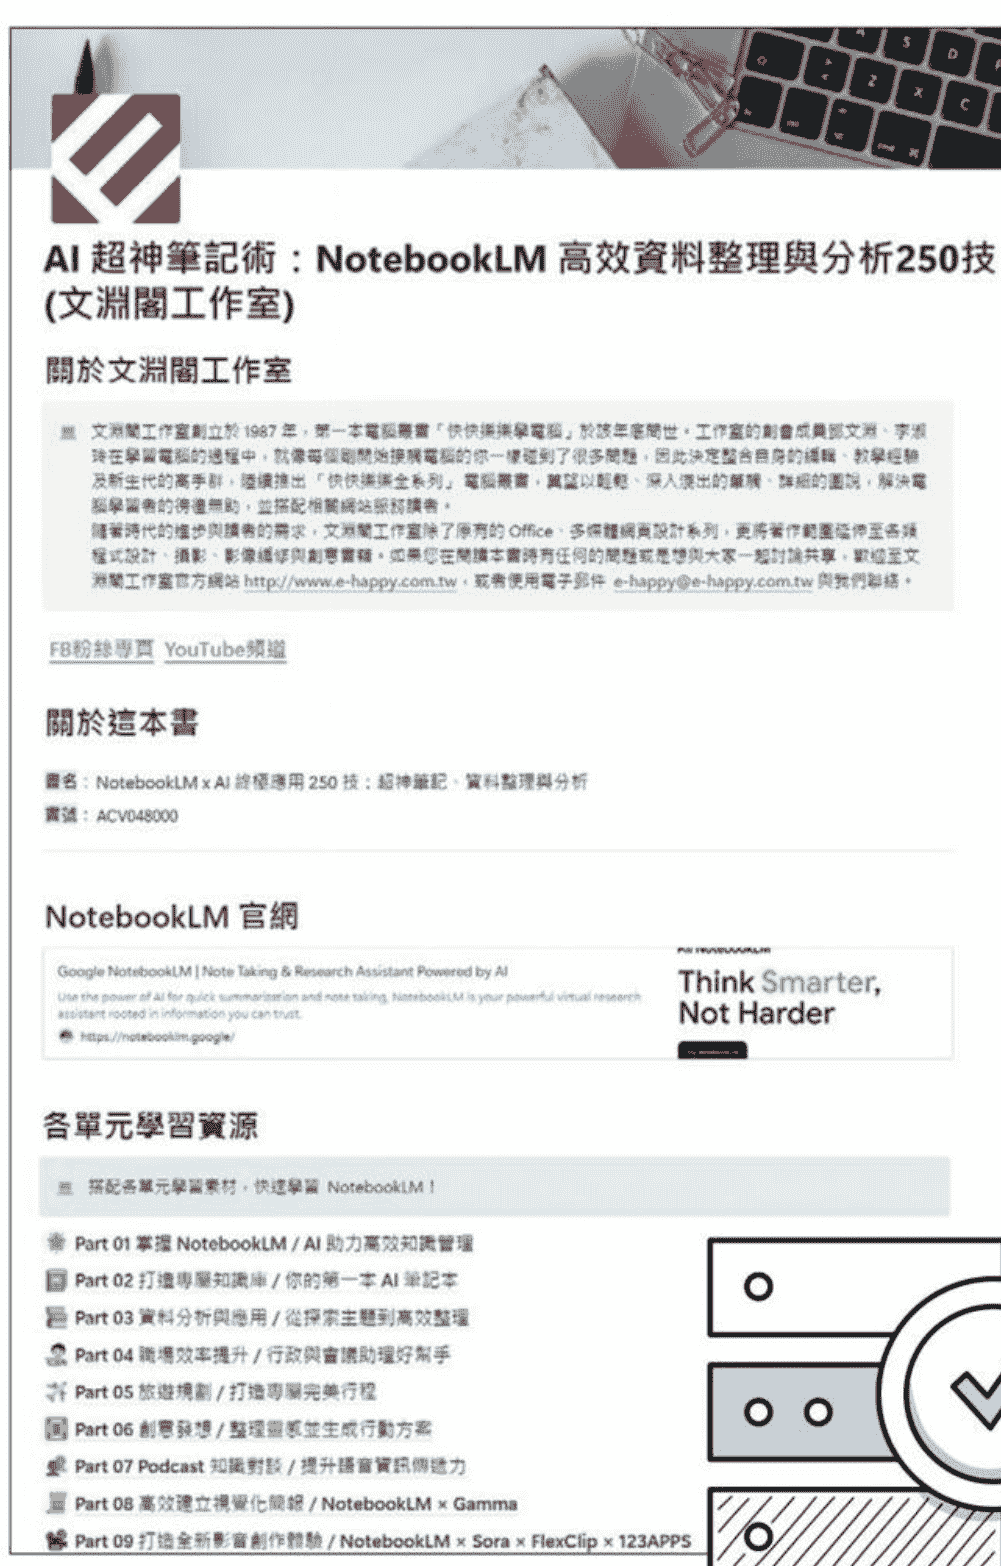 AI 超神筆記術：NotebookLM 高效資料整理與分析250技
(文淵閣工作室)
關於文淵閣工作室
文淵閣工作室創立於 1987 年，第一本電腦叢書「快快樂樂學電腦」於該年底問世。工作室的創會成員鄧文淵、李淑
玲在學習電腦的過程中，就像每個剛開始接觸電腦的你一樣碰到了很多問題，因此決定整合自身的編輯、教學經驗
及新生代的高手群，陸續推出 「快快樂樂全系列」 電腦叢書，冀望以輕鬆、深入淺出的筆觸、詳細的圖說，解決電
腦學習者的徬徨無助，並搭配相關網站服務讀者。
隨著時代的進步與讀者的需求，文淵閣工作室除了原有的 Office、多媒體網頁設計系列，更將著作範圍延伸至各類
程式設計、攝影、影像編修與創意書籍。如果您在閱讀本書時有任何的問題或是想與大家一起討論共享，歡迎至文
淵閣工作室官方網站 http://www.e-happy.com.tw，或者使用電子郵件 e-happy@e-happy.com.tw 與我們聯絡。
FB粉絲專頁 YouTube頻道
關於這本書
書名：NotebookLM x AI 終極應用 250 技：超神筆記、資料整理與分析
書號：ACV048000
NotebookLM 官網
Google NotebookLM | Note Taking & Research Assistant Powered by AI
Use the power of AI for quick summarization and note taking, NotebookLM is your powerful virtual research
assistant rooted in information you can trust.
https://notebooklm.google/
Think Smarter,
Not Harder
各單元學習資源
搭配各單元學習素材，快速學習 NotebookLM！
Part 01 掌握 NotebookLM / AI 助力高效知識管理
Part 02 打造專屬知識庫 / 你的第一本 AI 筆記本
Part 03 資料分析與應用 / 從探索主題到高效整理
Part 04 職場效率提升 / 行政與會議助理好幫手
Part 05 旅遊規劃 / 打造專屬完美行程
Part 06 創意發想 / 整理靈感並生成行動方案
Part 07 Podcast 知識對談 / 提升語音資訊傳遞力
Part 08 高效建立視覺化簡報 / NotebookLM × Gamma
Part 09 打造全新影音創作體驗 / NotebookLM × Sora × FlexClip × 123APPS